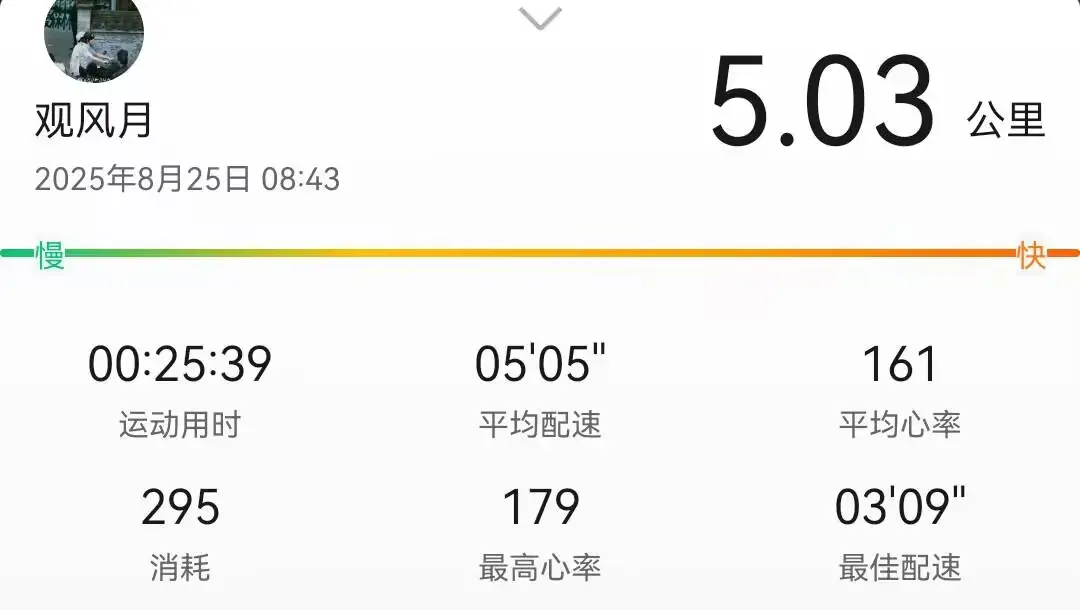 5.03 公里
观风月
2025年8月25日 08:43
慢 快
00:25:39 05'05" 161
运动用时 平均配速 平均心率
295 179 03'09"
消耗 最高心率 最佳配速